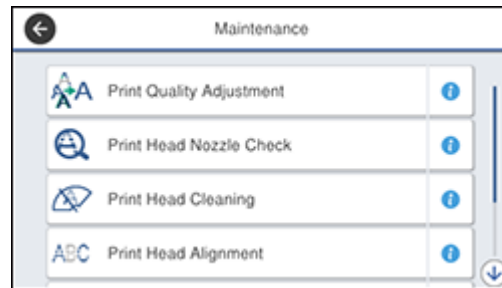 Maintenance
Print Quality Adjustment
Print Head Nozzle Check
Print Head Cleaning
ABC Print Head Alignment